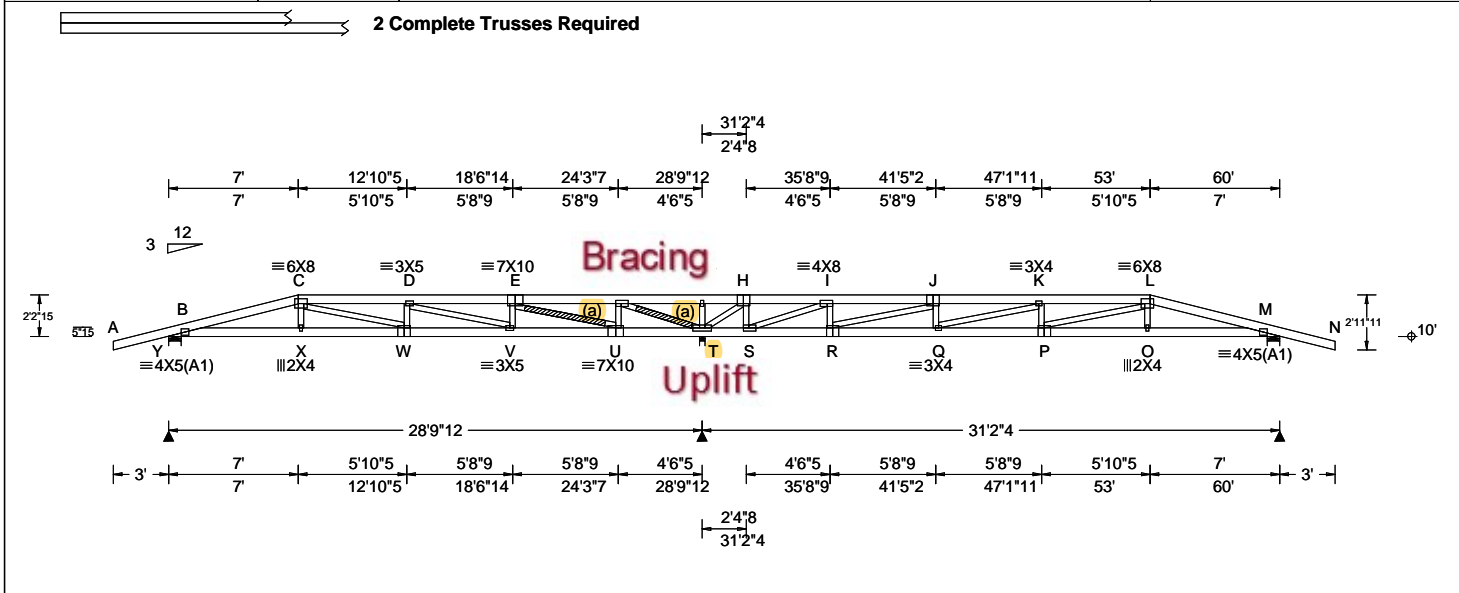 2 Complete Trusses Required
31'2"4
2'4"8
7' 12'10"5 18'6"14 24'3"7 28'9"12 35'8"9 41'5"2 47'1"11 53' 60'
7' 5'10"5 5'8"9 5'8"9 4'6"5 4'6"5 5'8"9 5'8"9 5'10"5 7'
12
3
Bracing
≡6X8 ≡3X5 ≡7X10 ≡4X8 ≡3X4 ≡6X8
C D E H I J K L
2'2"15 5"15 A B (a) (a) M N 2'11"11 10'
Y X W V U T S R Q P O
≡4X5(A1) |||2X4 ≡3X5 ≡7X10 ≡3X4 |||2X4 ≡4X5(A1)
Uplift
28'9"12 31'2"4
3' 7' 5'10"5 5'8"9 5'8"9 4'6"5 4'6"5 5'8"9 5'8"9 5'10"5 7' 3'
7' 12'10"5 18'6"14 24'3"7 28'9"12 35'8"9 41'5"2 47'1"11 53' 60'
2'4"8
31'2"4